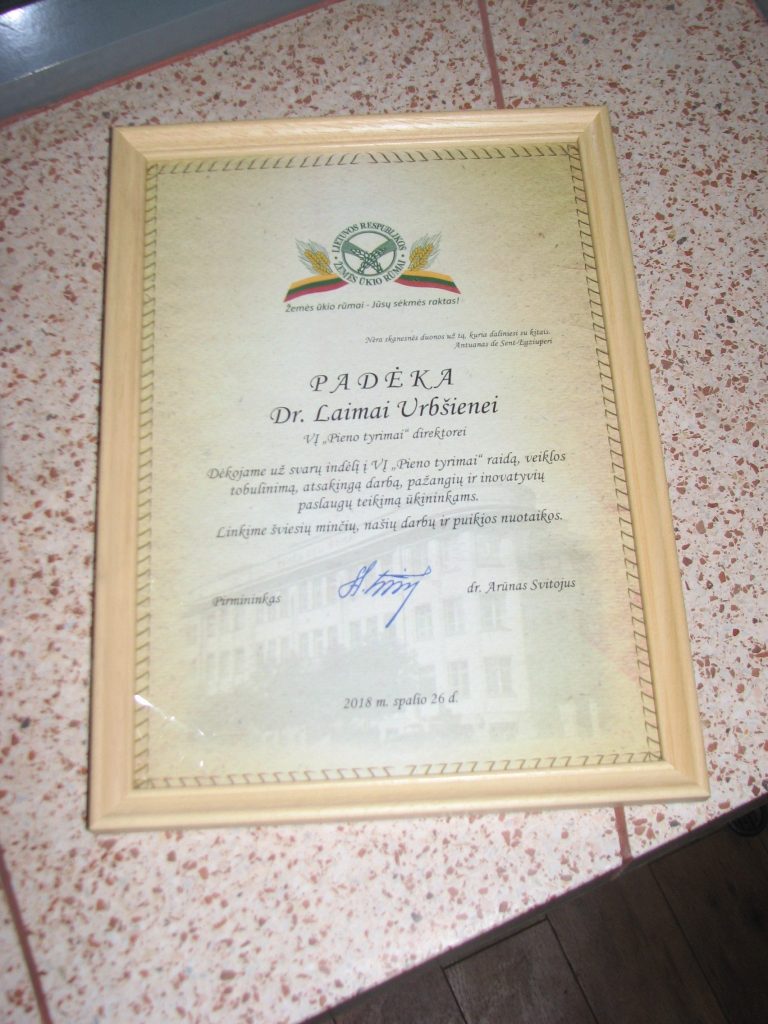 LIETUVOS RESPUBLIKOS
ŽEMĖS ŪKIO RŪMAI
Žemės ūkio rūmai - Jūsų sėkmės raktas!
Nėra skanesnės duonos už tą, kuria daliniesi su kitais.
Antuanas de Sent-Egziuperi
PADĖKA
Dr. Laimai Urbšienei
VĮ „Pieno tyrimai“ direktorei
Dėkojame už svarų indėlį į VĮ „Pieno tyrimai“ raidą, veiklos
tobulinimą, atsakingą darbą, pažangių ir inovatyvių
paslaugų teikimą ūkininkams.
Linkime šviesių minčių, našių darbų ir puikios nuotaikos.
Pirmininkas
dr. Arūnas Svitojus
2018 m. spalio 26 d.